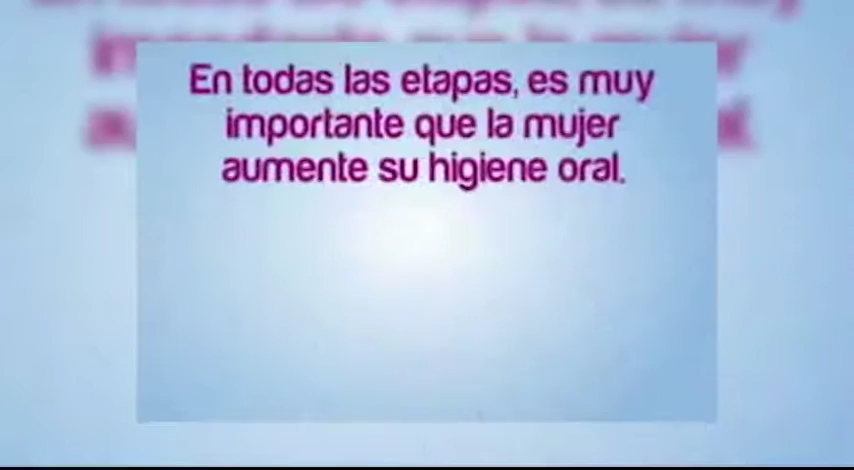 En todas las etapas, es muy
importante que la mujer
aumente su higiene oral.